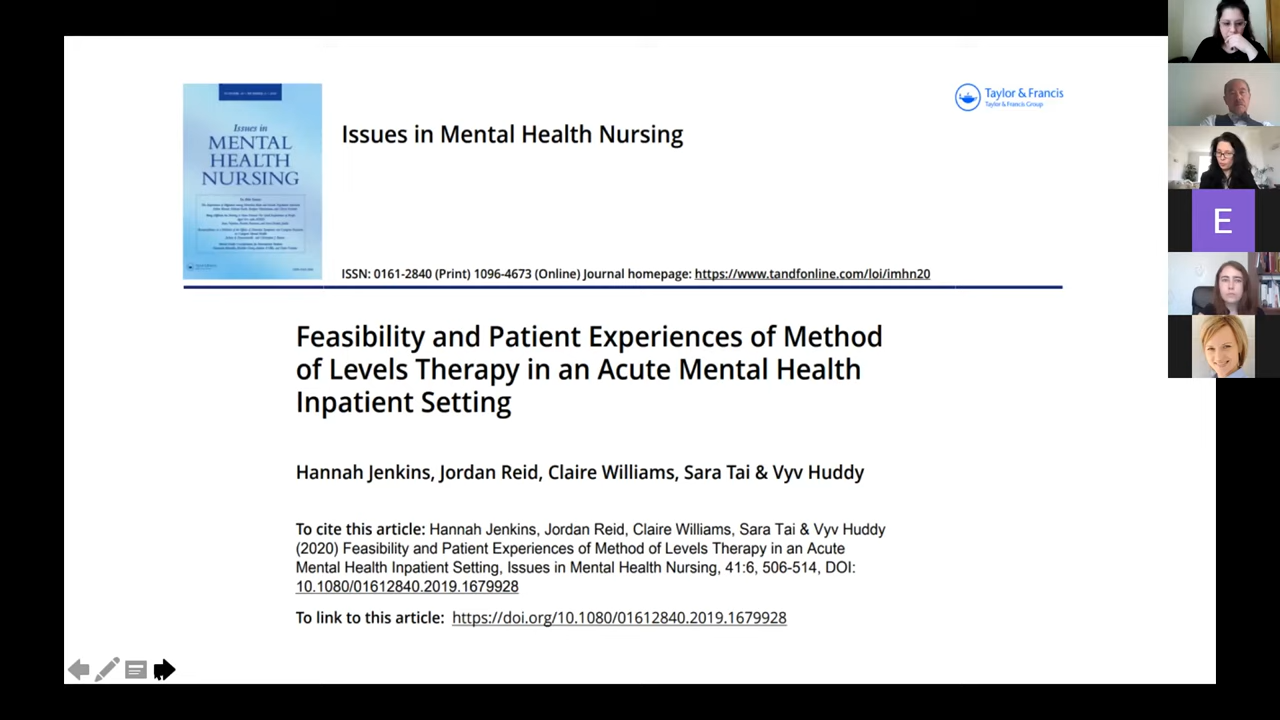 Issues in
MENTAL
HEALTH
NURSING
Taylor & Francis
Taylor & Francis Group
Issues in Mental Health Nursing
ISSN: 0161-2840 (Print) 1096-4673 (Online) Journal homepage: https://www.tandfonline.com/loi/imhn20
Feasibility and Patient Experiences of Method
of Levels Therapy in an Acute Mental Health
Inpatient Setting
Hannah Jenkins, Jordan Reid, Claire Williams, Sara Tai & Vyv Huddy
To cite this article: Hannah Jenkins, Jordan Reid, Claire Williams, Sara Tai & Vyv Huddy
(2020) Feasibility and Patient Experiences of Method of Levels Therapy in an Acute
Mental Health Inpatient Setting, Issues in Mental Health Nursing, 41:6, 506-514, DOI:
10.1080/01612840.2019.1679928
To link to this article: https://doi.org/10.1080/01612840.2019.1679928
E